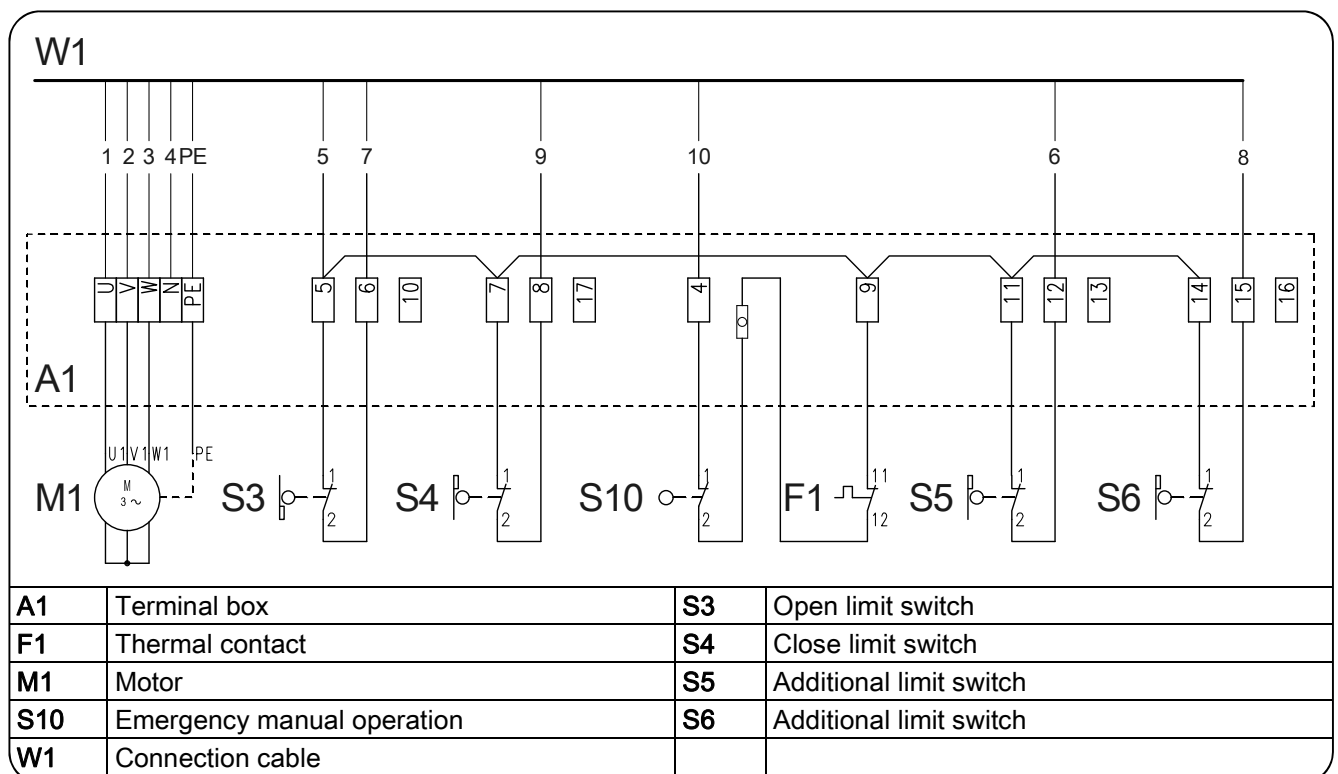 W1
1 2 3 4 PE 5 7 9 10 6 8
U V W N PE 5 6 10 7 8 17 4 9 11 12 13 14 15 16
A1
U1 V1 W1 PE
M1 M 3 ~ S3 1 2 S4 1 2 S10 1 2 F1 11 12 S5 1 2 S6 1 2
A1 Terminal box S3 Open limit switch
F1 Thermal contact S4 Close limit switch
M1 Motor S5 Additional limit switch
S10 Emergency manual operation S6 Additional limit switch
W1 Connection cable